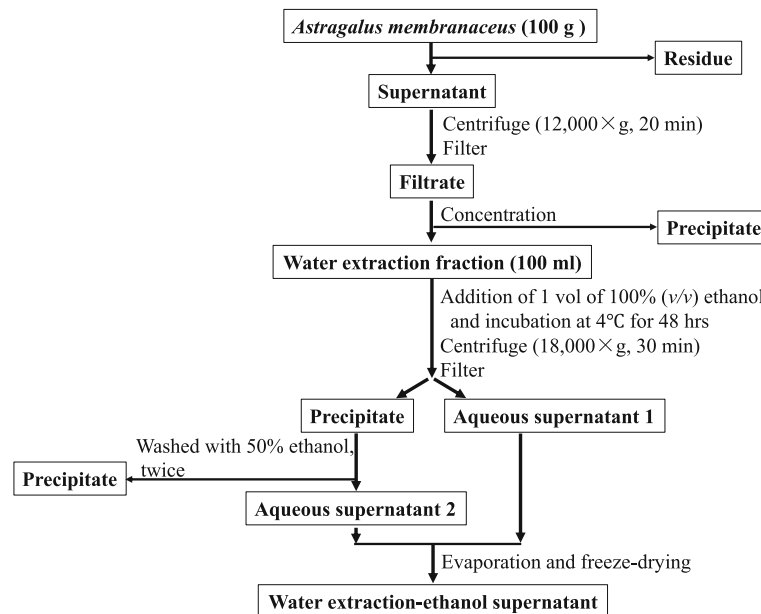 Astragalus membranaceus (100 g )
Residue
Supernatant
Centrifuge (12,000×g, 20 min)
Filter
Filtrate
Concentration
Precipitate
Water extraction fraction (100 ml)
Addition of 1 vol of 100% (v/v) ethanol
and incubation at 4℃ for 48 hrs
Centrifuge (18,000×g, 30 min)
Filter
Precipitate
Aqueous supernatant 1
Washed with 50% ethanol,
twice
Precipitate
Aqueous supernatant 2
Evaporation and freeze-drying
Water extraction-ethanol supernatant